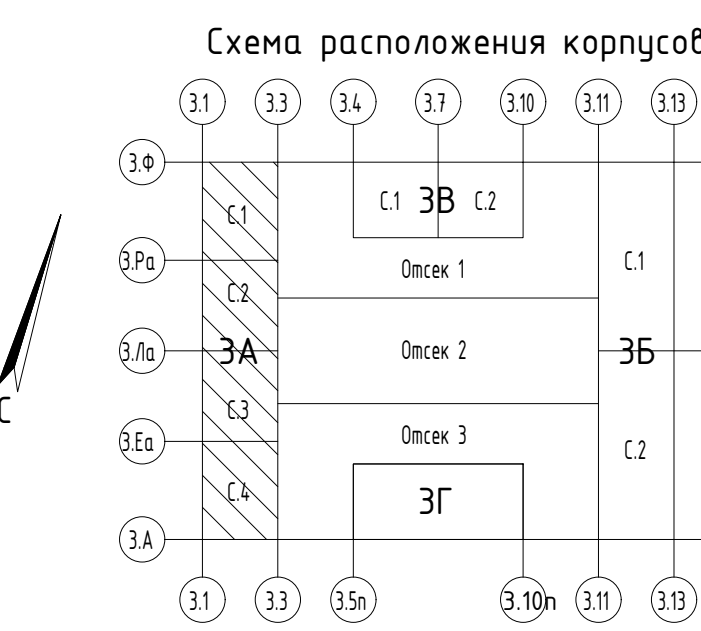 Схема расположения корпусов
3.1 3.3 3.4 3.7 3.10 3.11 3.13
3.Ф
С.1 С.1 3В С.2
3.Ра Отсек 1 С.1
С.2
3.Ла 3А Отсек 2 3Б
С
С.3
3.Еа Отсек 3 С.2
С.4 3Г
3.А
3.1 3.3 3.5п 3.10п 3.11 3.13